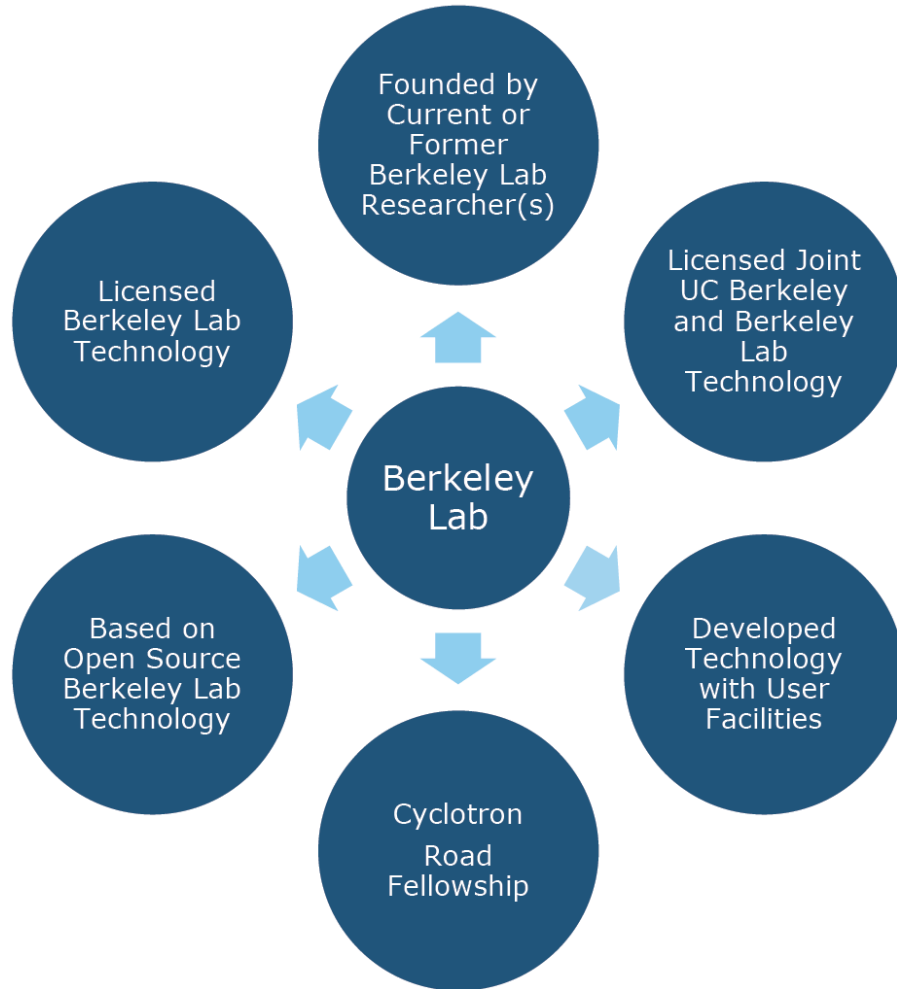 Founded by
Current or
Former
Berkeley Lab
Researcher(s)
Licensed Joint
UC Berkeley
and Berkeley
Lab
Technology
Developed
Technology
with User
Facilities
Cyclotron
Road
Fellowship
Based on
Open Source
Berkeley Lab
Technology
Licensed
Berkeley Lab
Technology
Berkeley
Lab